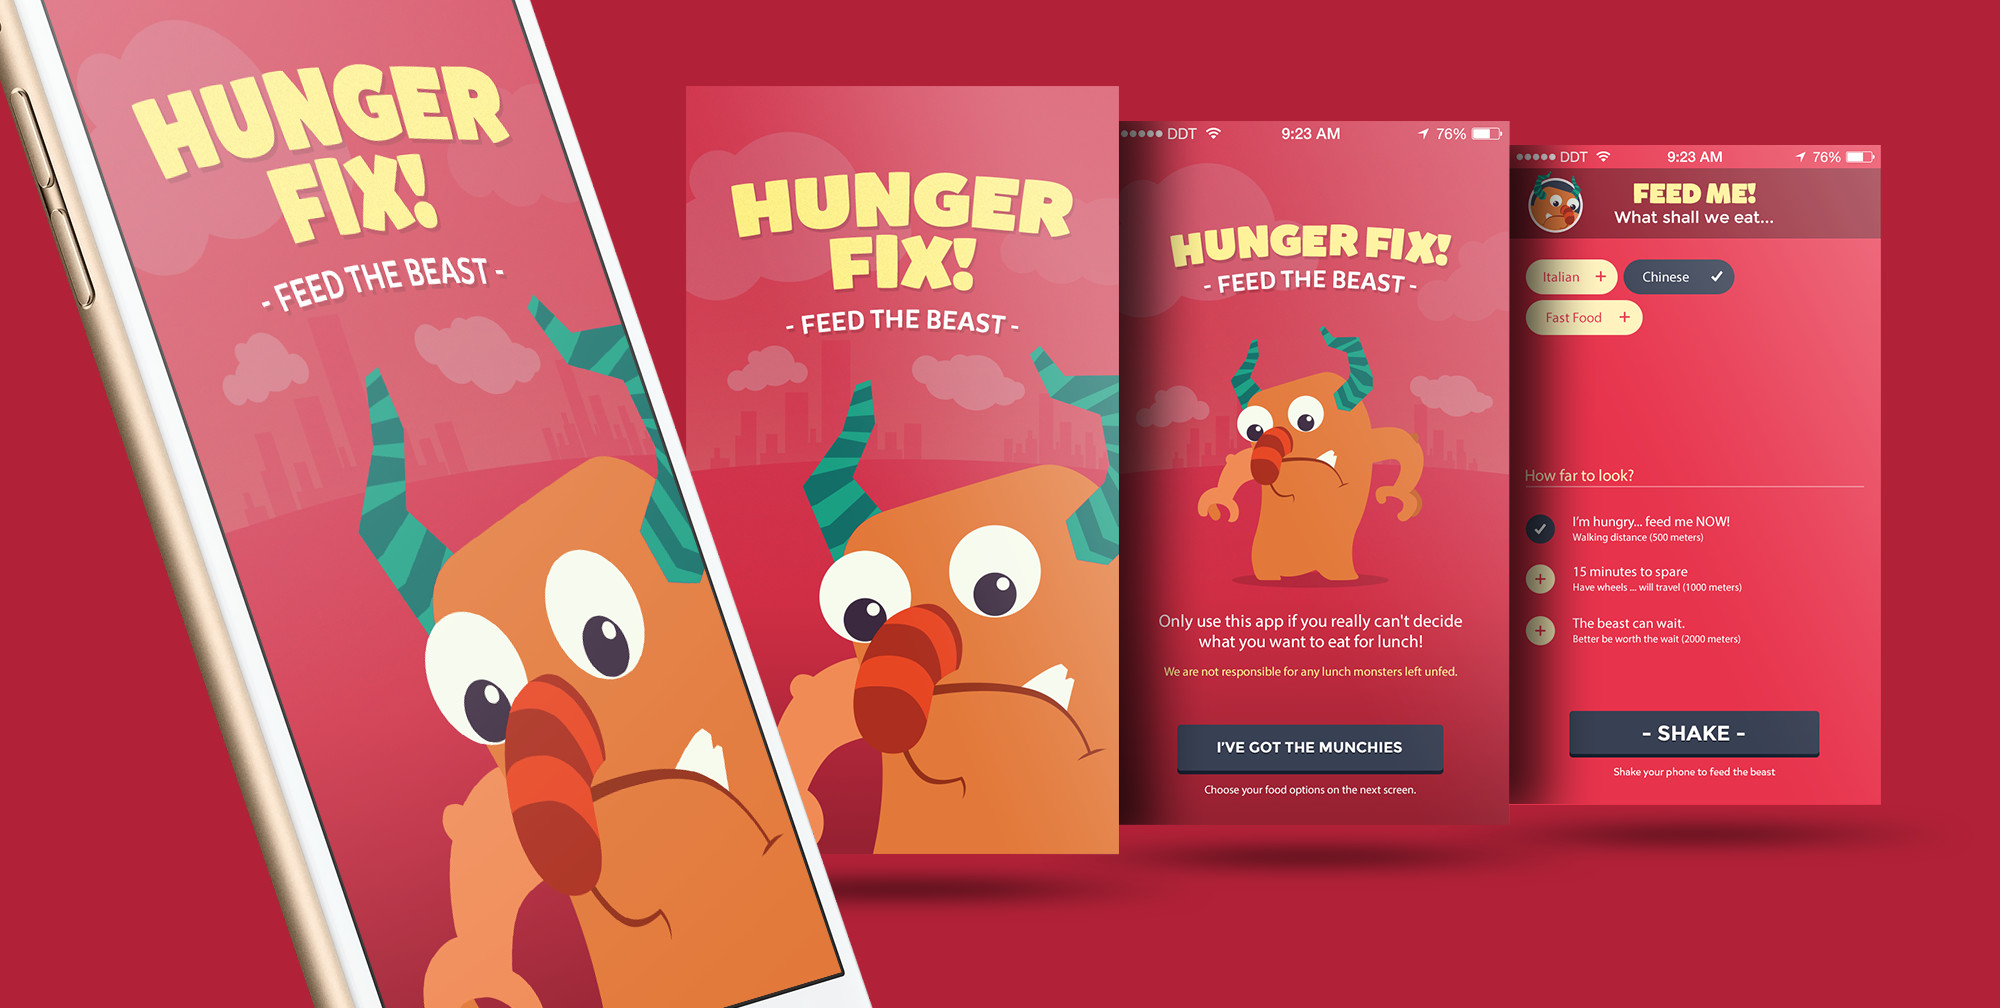 HUNGER
FIX!
- FEED THE BEAST -
HUNGER
FIX!
- FEED THE BEAST -
DDT 9:23 AM 76%
HUNGER FIX!
- FEED THE BEAST -
Only use this app if you really can't decide
what you want to eat for lunch!
We are not responsible for any lunch monsters left unfed.
I'VE GOT THE MUNCHIES
Choose your food options on the next screen.
DDT 9:23 AM 76%
FEED ME!
What shall we eat...
Italian + Chinese
Fast Food +
How far to look?
I'm hungry... feed me NOW!
Walking distance (500 meters)
15 minutes to spare
Have wheels ... will travel (1000 meters)
The beast can wait.
Better be worth the wait (2000 meters)
- SHAKE -
Shake your phone to feed the beast